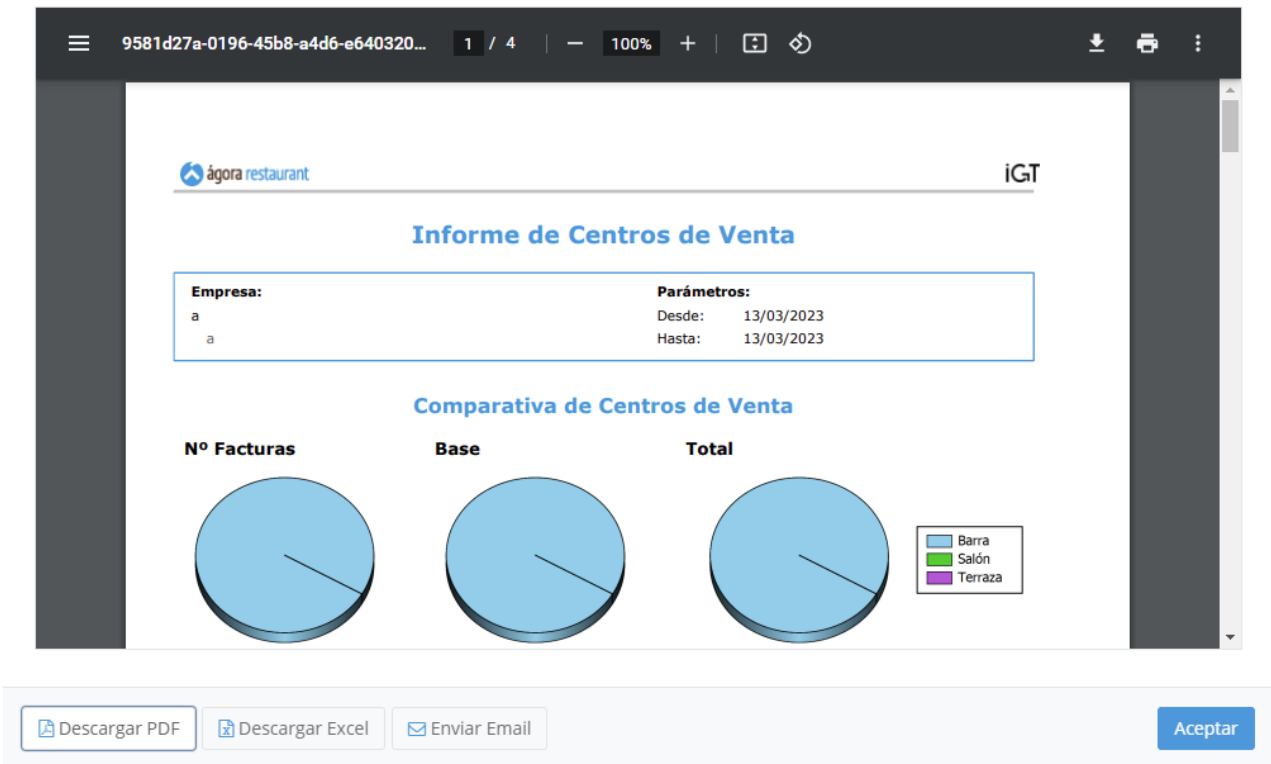 9581d27a-0196-45b8-a4d6-e640320... 1 / 4 100%
ágora restaurant iGT
Informe de Centros de Venta
Empresa: Parámetros:
a Desde: 13/03/2023
a Hasta: 13/03/2023
Comparativa de Centros de Venta
Nº Facturas Base Total
Barra
Salón
Terraza
Descargar PDF Descargar Excel Enviar Email Aceptar